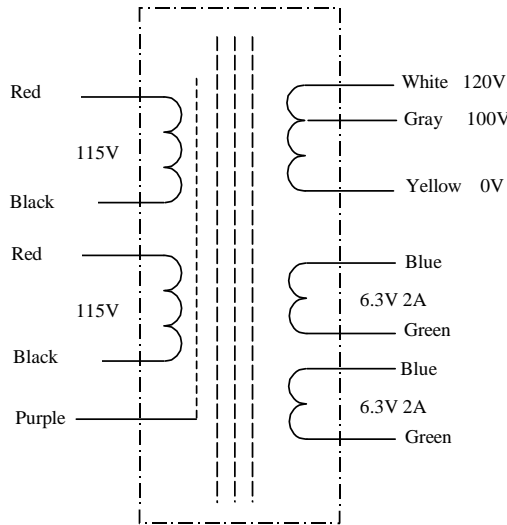 Red
115V
Black
Red
115V
Black
Purple
White 120V
Gray 100V
Yellow 0V
Blue
6.3V 2A
Green
Blue
6.3V 2A
Green